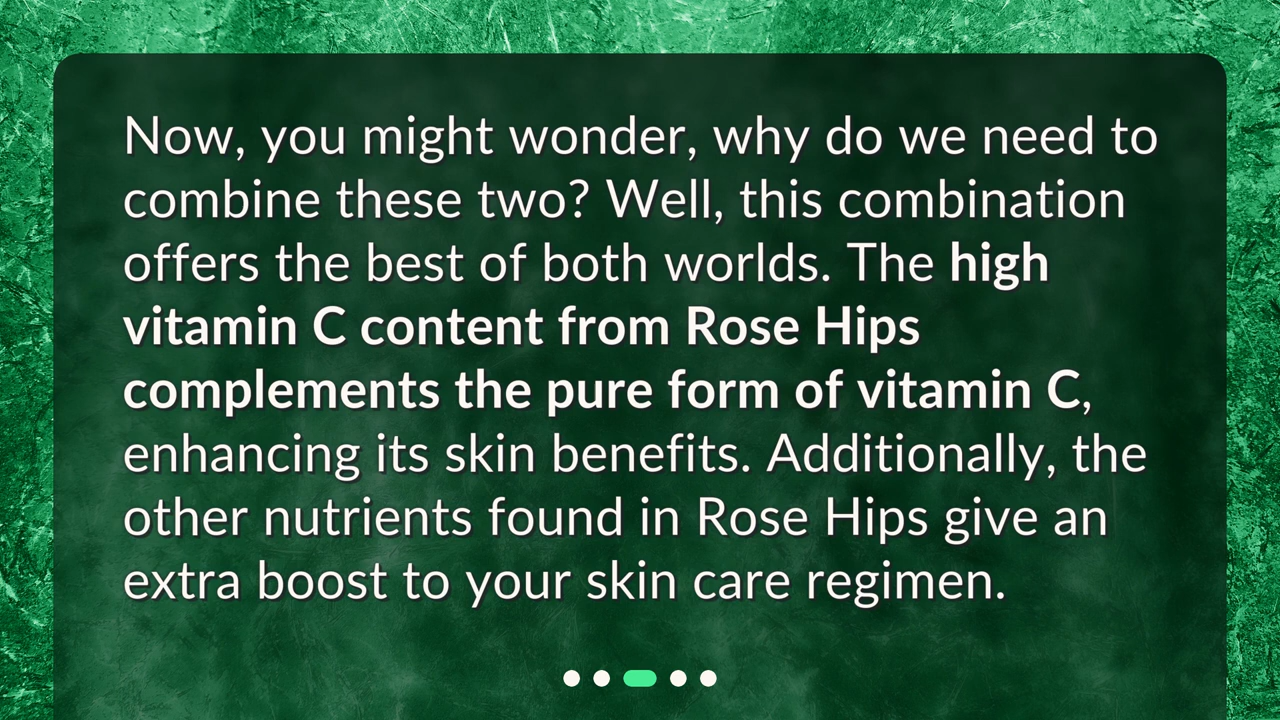 Now, you might wonder, why do we need to
combine these two? Well, this combination
offers the best of both worlds. The high
vitamin C content from Rose Hips
complements the pure form of vitamin C,
enhancing its skin benefits. Additionally, the
other nutrients found in Rose Hips give an
extra boost to your skin care regimen.